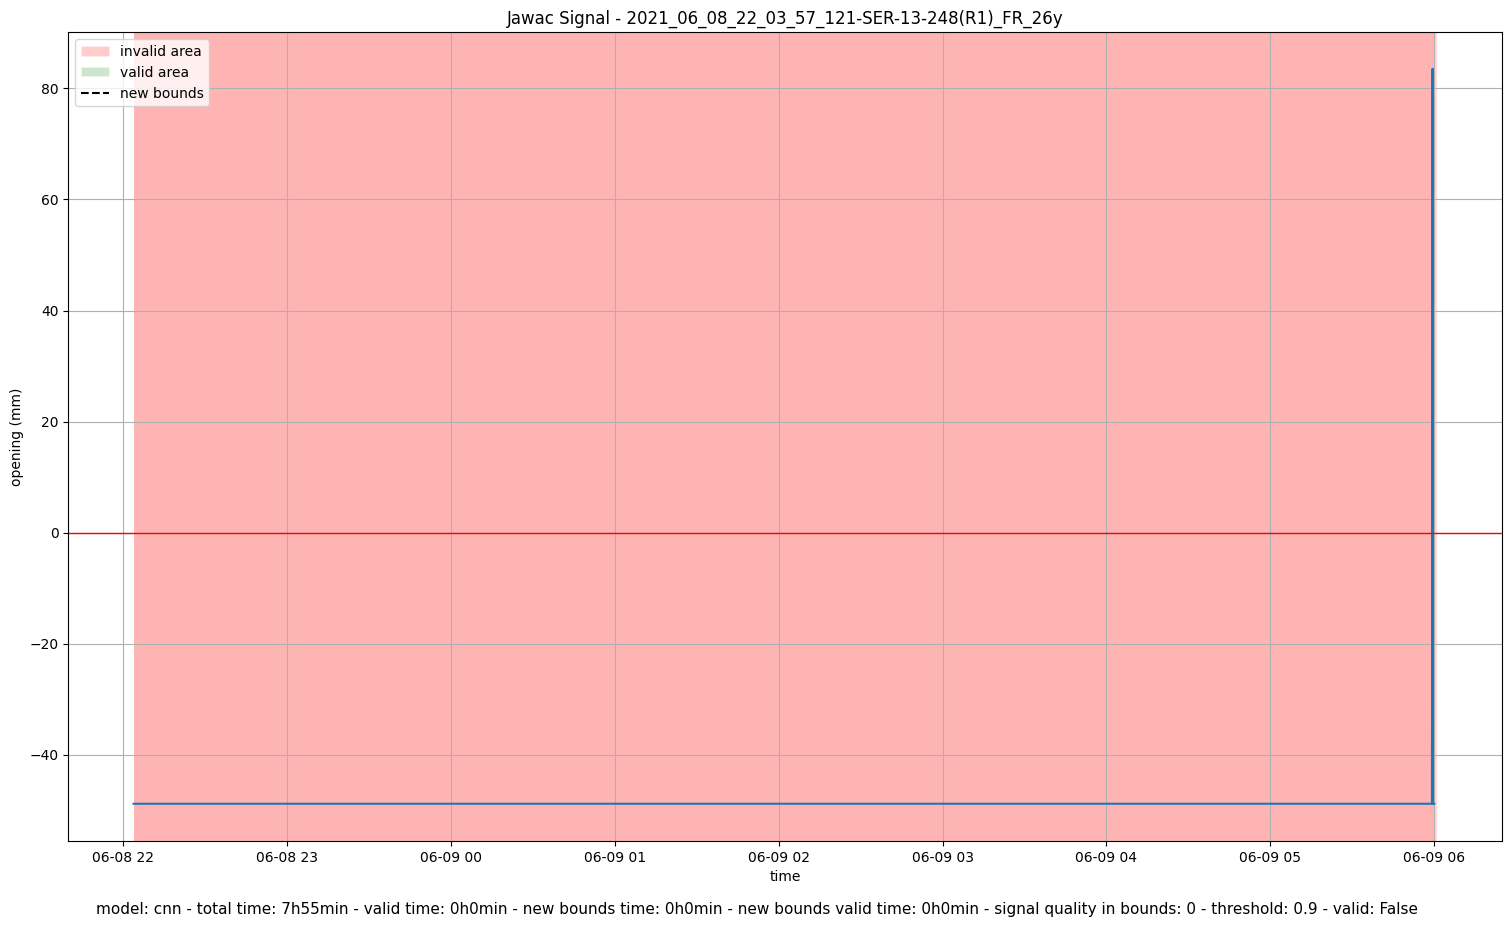 Jawac Signal - 2021_06_08_22_03_57_121-SER-13-248(R1)_FR_26y
invalid area
valid area
new bounds
80
60
40
20
0
−20
−40
opening (mm)
06-08 22 06-08 23 06-09 00 06-09 01 06-09 02 06-09 03 06-09 04 06-09 05 06-09 06
time
model: cnn - total time: 7h55min - valid time: 0h0min - new bounds time: 0h0min - new bounds valid time: 0h0min - signal quality in bounds: 0 - threshold: 0.9 - valid: False